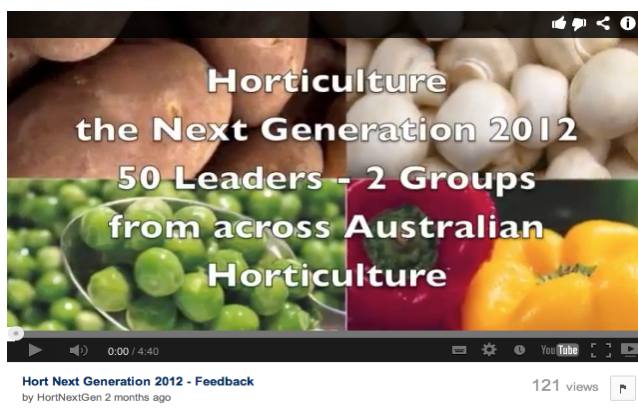 Horticulture
the Next Generation 2012
50 Leaders - 2 Groups
from across Australian
Horticulture
0:00 / 4:40
YouTube
Hort Next Generation 2012 - Feedback
121 views
by HortNextGen 2 months ago